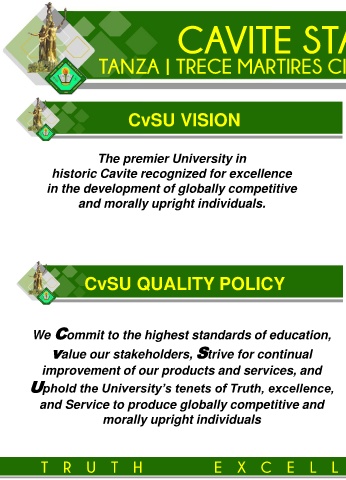 CAVITE STA
TANZA | TRECE MARTIRES CI
CvSU VISION
The premier University in
historic Cavite recognized for excellence
in the development of globally competitive
and morally upright individuals.
CvSU QUALITY POLICY
We Commit to the highest standards of education,
value our stakeholders, Strive for continual
improvement of our products and services, and
Uphold the University's tenets of Truth, excellence,
and Service to produce globally competitive and
morally upright individuals
TRUTH EXCELL